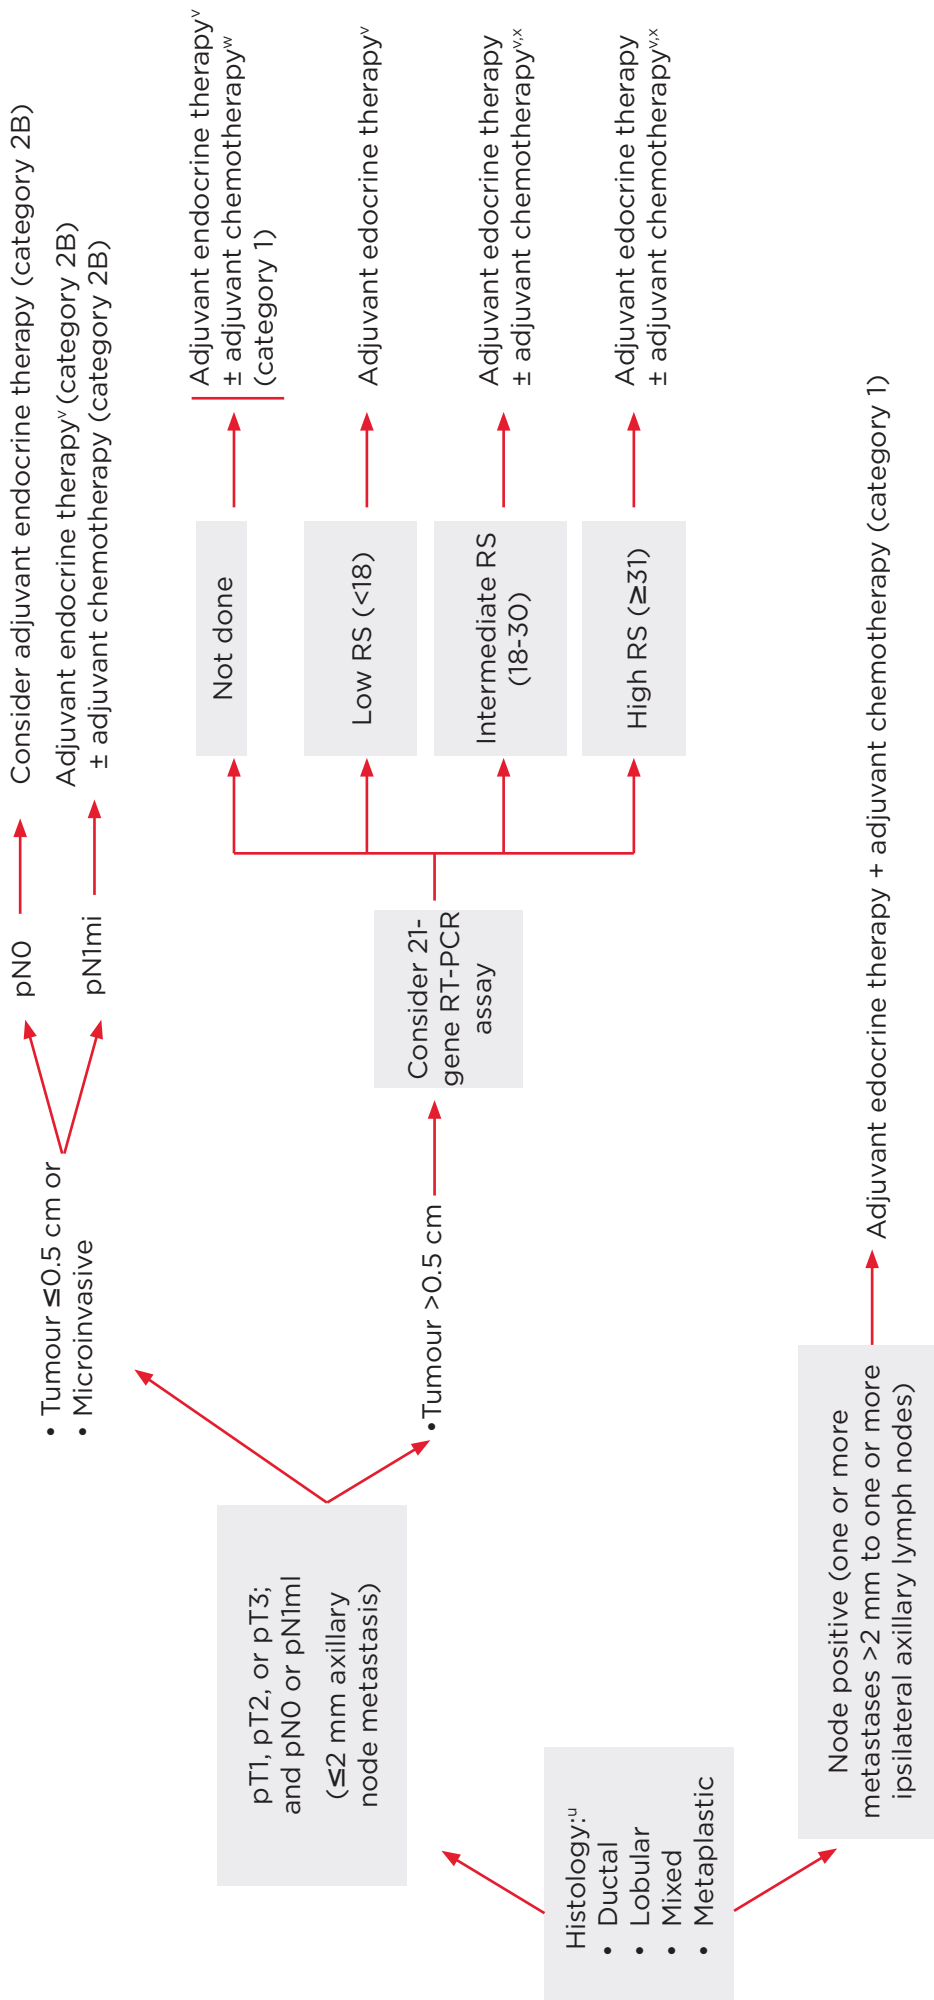 Histology:ᵘ
• Ductal
• Lobular
• Mixed
• Metaplastic
pT1, pT2, or pT3;
and pN0 or pN1ml
(≤2 mm axillary
node metastasis)
• Tumour ≤0.5 cm or
• Microinvasive
pN0
Consider adjuvant endocrine therapy (category 2B)
pN1mi
Adjuvant endocrine therapyᵛ (category 2B)
± adjuvant chemotherapy (category 2B)
• Tumour >0.5 cm
Consider 21-
gene RT-PCR
assay
Not done
Adjuvant endocrine therapyᵛ
± adjuvant chemotherapyʷ
(category 1)
Low RS (<18)
Adjuvant edocrine therapyᵛ
Intermediate RS
(18-30)
Adjuvant edocrine therapy
± adjuvant chemotherapyᵛ,ˣ
High RS (≥31)
Adjuvant edocrine therapy
± adjuvant chemotherapyᵛ,ˣ
Node positive (one or more
metastases >2 mm to one or more
ipsilateral axillary lymph nodes)
Adjuvant edocrine therapy + adjuvant chemotherapy (category 1)